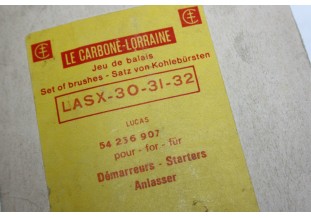 LE CARBONE-LORRAINE
Jeu de balais
Set of brushes - Satz von Kohlebürsten
LASX-30-31-32
LUCAS
54 236 907
pour - for - für
Démarreurs - Starters
Anlasser